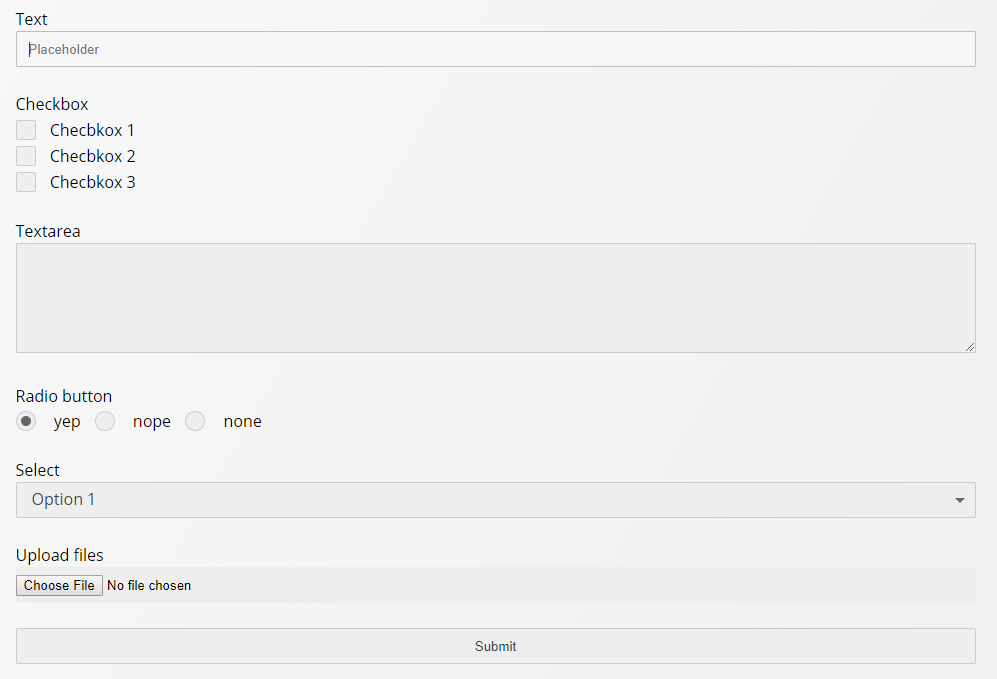 Text
Placeholder
Checkbox
Checbkox 1
Checbkox 2
Checbkox 3
Textarea
Radio button
yep nope none
Select
Option 1
Upload files
Choose File No file chosen
Submit